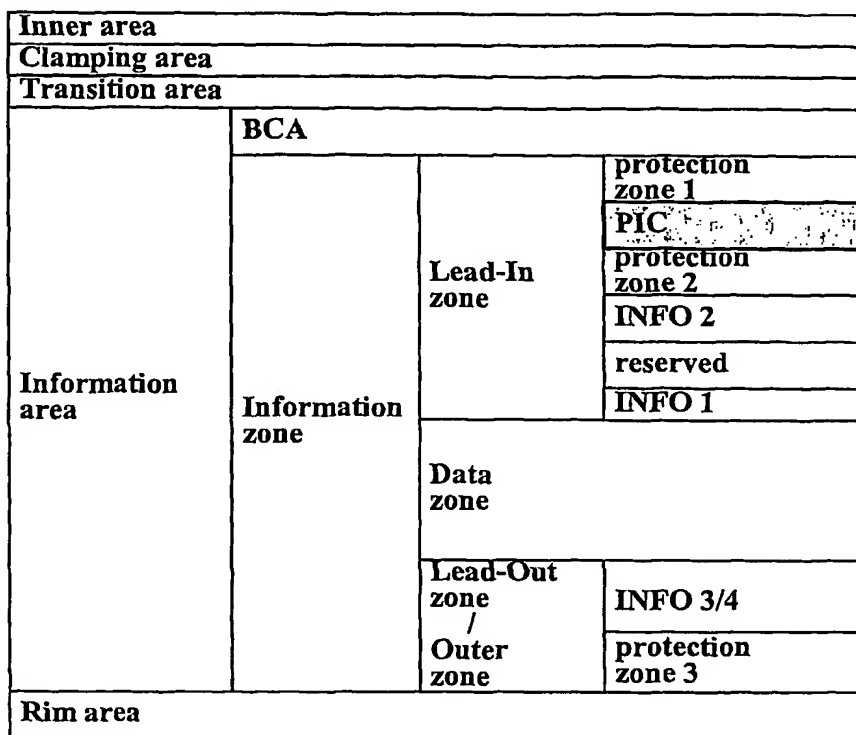 Inner area
Clamping area
Transition area
BCA
protection
zone 1
PIC
Lead-In
zone
protection
zone 2
INFO 2
reserved
INFO 1
Information
area
Information
zone
Data
zone
Lead-Out
zone
/
Outer
zone
INFO 3/4
protection
zone 3
Rim area